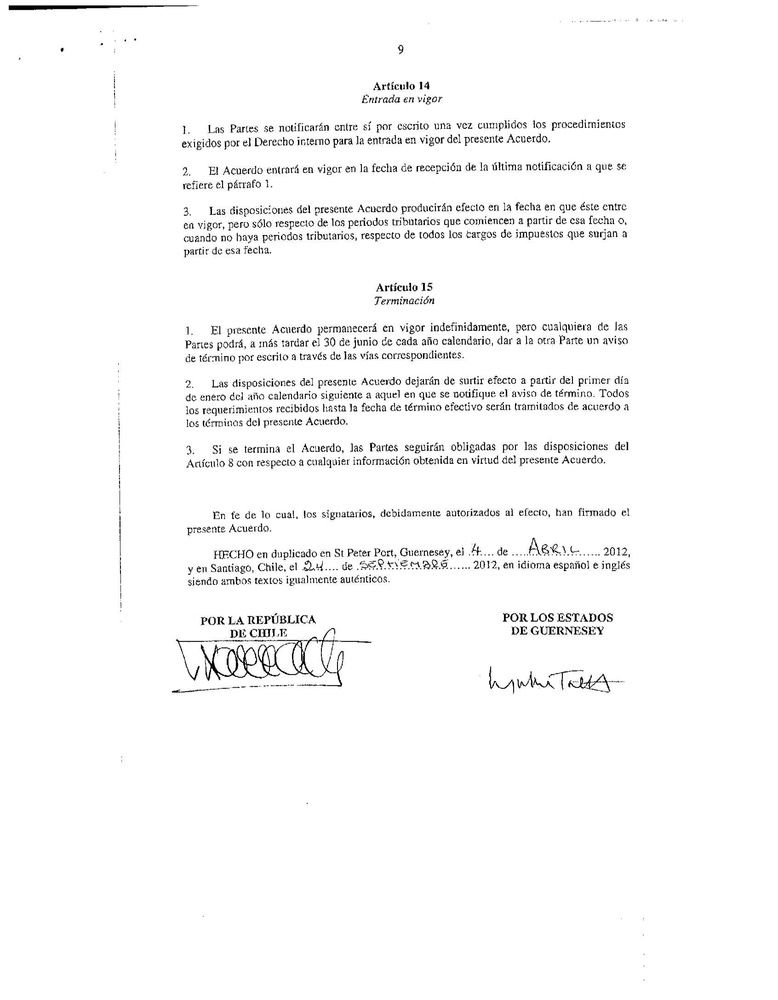 9
Artículo 14
Entrada en vigor
1. Las Partes se notificarán entre sí por escrito una vez cumplidos los procedimientos
exigidos por el Derecho interno para la entrada en vigor del presente Acuerdo.
2. El Acuerdo entrará en vigor en la fecha de recepción de la última notificación a que se
refiere el párrafo 1.
3. Las disposiciones del presente Acuerdo producirán efecto en la fecha en que éste entre
en vigor, pero sólo respecto de los periodos tributarios que comiencen a partir de esa fecha o,
cuando no haya periodos tributarios, respecto de todos los cargos de impuestos que surjan a
partir de esa fecha.
Artículo 15
Terminación
1. El presente Acuerdo permanecerá en vigor indefinidamente, pero cualquiera de las
Partes podrá, a más tardar el 30 de junio de cada año calendario, dar a la otra Parte un aviso
de término por escrito a través de las vías correspondientes.
2. Las disposiciones del presente Acuerdo dejarán de surtir efecto a partir del primer día
de enero del año calendario siguiente a aquel en que se notifique el aviso de término. Todos
los requerimientos recibidos hasta la fecha de término efectivo serán tramitados de acuerdo a
los términos del presente Acuerdo.
3. Si se termina el Acuerdo, las Partes seguirán obligadas por las disposiciones del
Artículo 8 con respecto a cualquier información obtenida en virtud del presente Acuerdo.
En fe de lo cual, los signatarios, debidamente autorizados al efecto, han firmado el
presente Acuerdo.
HECHO en duplicado en St Peter Port, Guernesey, el .4.... de .....ABRIL...... 2012,
y en Santiago, Chile, el .24.... de .SEPTIEMBRE...... 2012, en idioma español e inglés
siendo ambos textos igualmente auténticos.
POR LA REPÚBLICA
DE CHILE
POR LOS ESTADOS
DE GUERNESEY